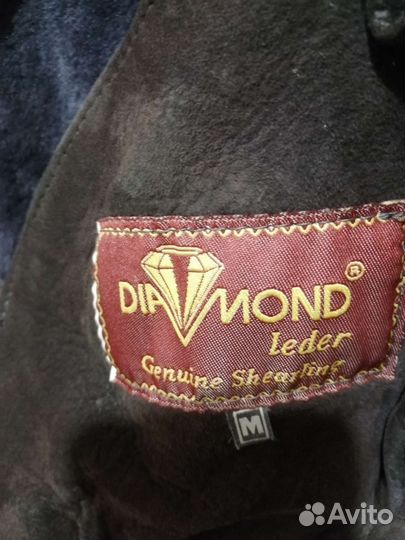 DIAMOND®
Leder
Genuine Shearling
M
Avito